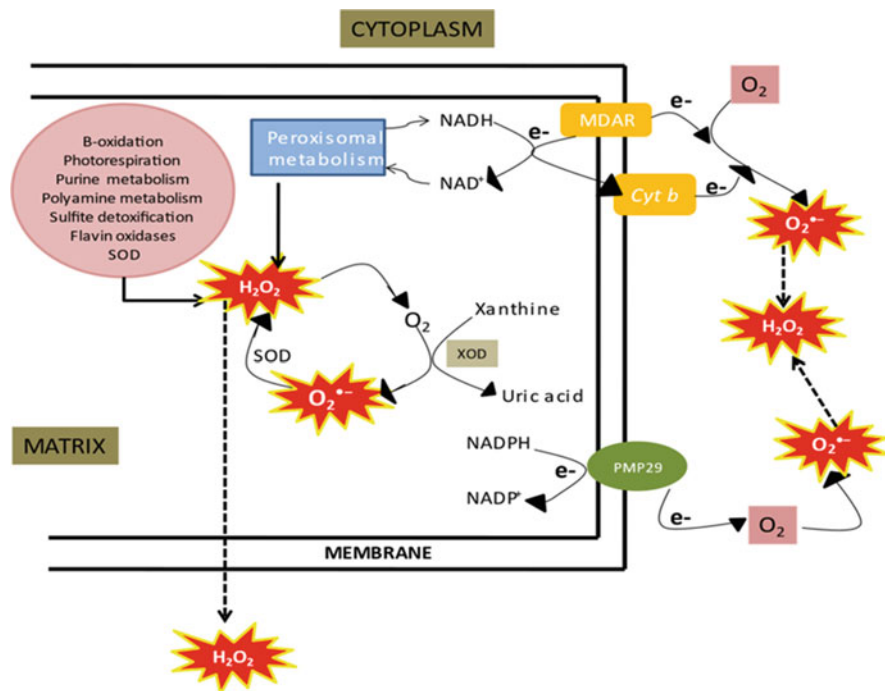 CYTOPLASM
O₂
e-
MDAR
NADH
e-
B-oxidation
Photorespiration
Purine metabolism
Polyamine metabolism
Sulfite detoxification
Flavin oxidases
SOD
Peroxisomal
metabolism
NAD⁺
Cyt b
e-
O₂•−
H₂O₂
O₂
Xanthine
H₂O₂
SOD
XOD
O₂•−
Uric acid
MATRIX
NADPH
O₂•−
e-
PMP29
NADP⁺
e-
O₂
MEMBRANE
H₂O₂